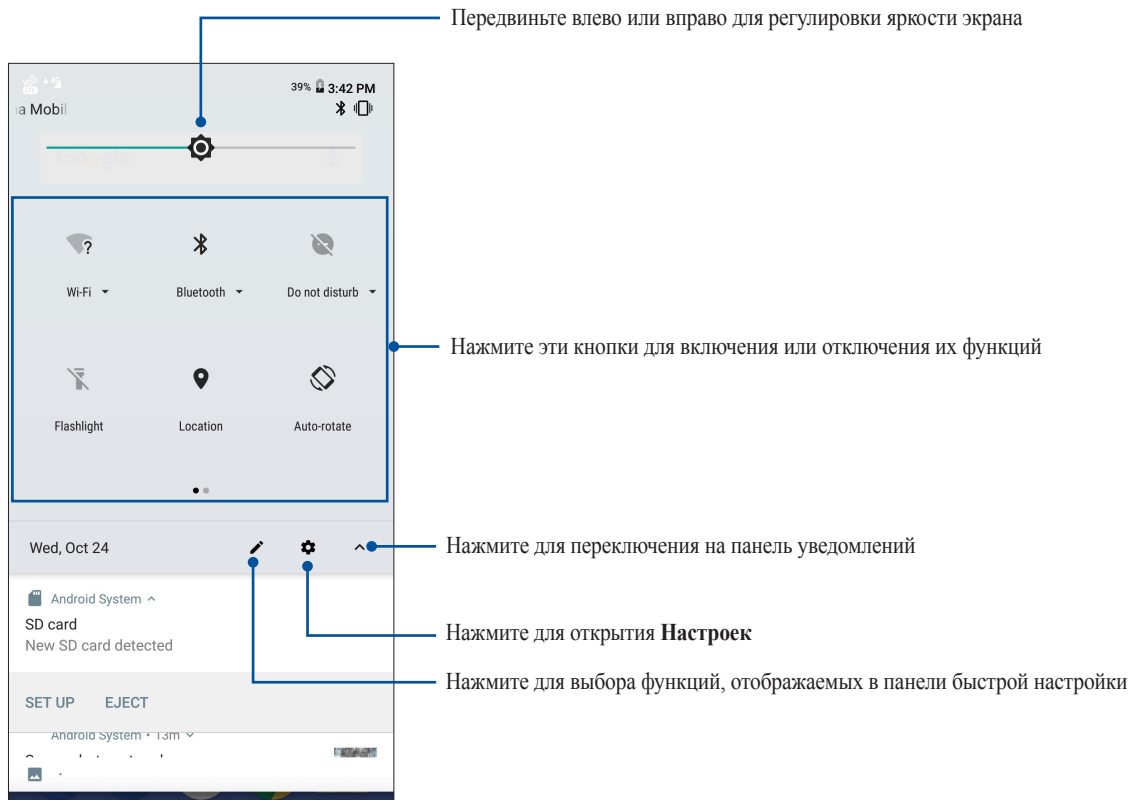 Передвиньте влево или вправо для регулировки яркости экрана
39% 3:42 PM
a Mobil
Google
?
Wi-Fi
Bluetooth
Do not disturb
Нажмите эти кнопки для включения или отключения их функций
Flashlight
Location
Auto-rotate
Wed, Oct 24
Нажмите для переключения на панель уведомлений
Android System
SD card
New SD card detected
Нажмите для открытия Настроек
Нажмите для выбора функций, отображаемых в панели быстрой настройки
SET UP EJECT
Android System • 13m